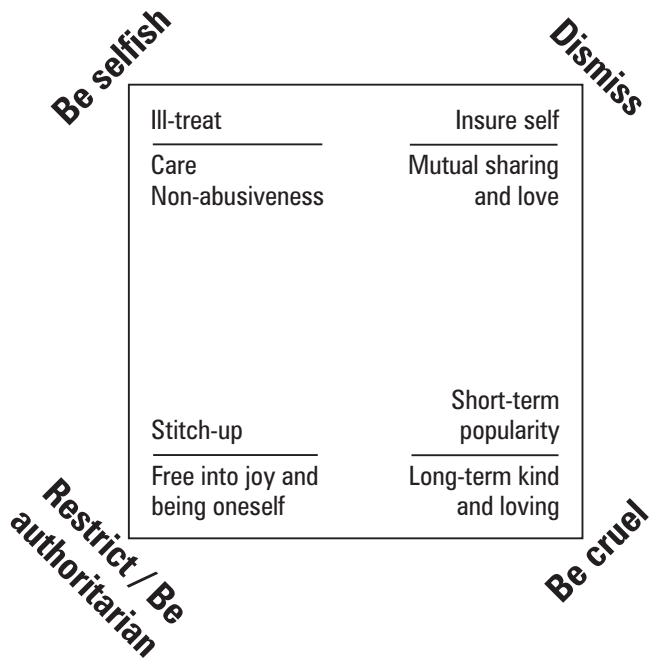 Be selfish
Dismiss
Ill-treat
Care
Non-abusiveness
Insure self
Mutual sharing
and love
Stitch-up
Free into joy and
being oneself
Short-term
popularity
Long-term kind
and loving
Restrict / Be
authoritarian
Be cruel